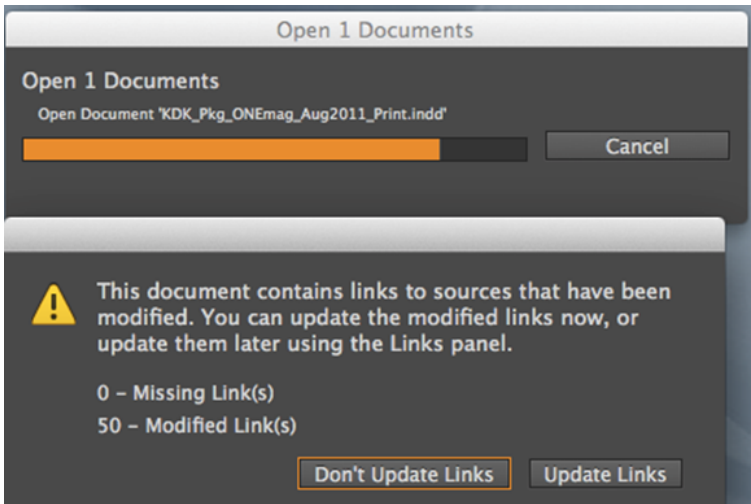 Open 1 Documents
Open 1 Documents
Open Document 'KDK_Pkg_ONEmag_Aug2011_Print.indd'
Cancel
This document contains links to sources that have been
modified. You can update the modified links now, or
update them later using the Links panel.
0 – Missing Link(s)
50 – Modified Link(s)
Don't Update Links
Update Links